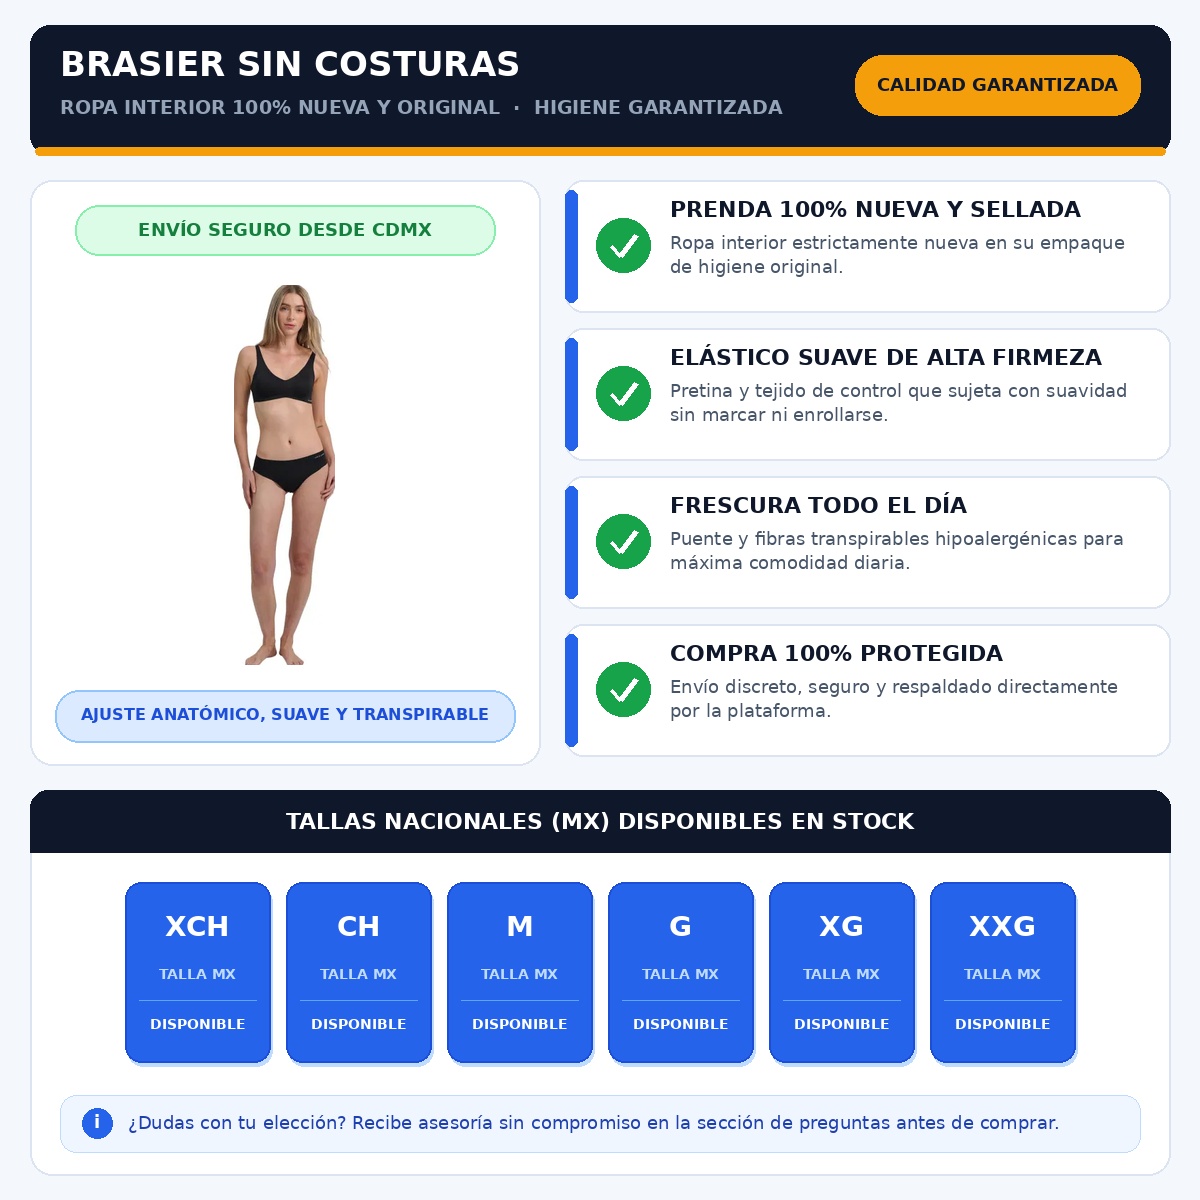 BRASIER SIN COSTURAS
ROPA INTERIOR 100% NUEVA Y ORIGINAL · HIGIENE GARANTIZADA
CALIDAD GARANTIZADA
ENVÍO SEGURO DESDE CDMX
AJUSTE ANATÓMICO, SUAVE Y TRANSPIRABLE
PRENDA 100% NUEVA Y SELLADA
Ropa interior estrictamente nueva en su empaque
de higiene original.
ELÁSTICO SUAVE DE ALTA FIRMEZA
Pretina y tejido de control que sujeta con suavidad
sin marcar ni enrollarse.
FRESCURA TODO EL DÍA
Puente y fibras transpirables hipoalergénicas para
máxima comodidad diaria.
COMPRA 100% PROTEGIDA
Envío discreto, seguro y respaldado directamente
por la plataforma.
TALLAS NACIONALES (MX) DISPONIBLES EN STOCK
XCH
TALLA MX
DISPONIBLE
CH
TALLA MX
DISPONIBLE
M
TALLA MX
DISPONIBLE
G
TALLA MX
DISPONIBLE
XG
TALLA MX
DISPONIBLE
XXG
TALLA MX
DISPONIBLE
i ¿Dudas con tu elección? Recibe asesoría sin compromiso en la sección de preguntas antes de comprar.